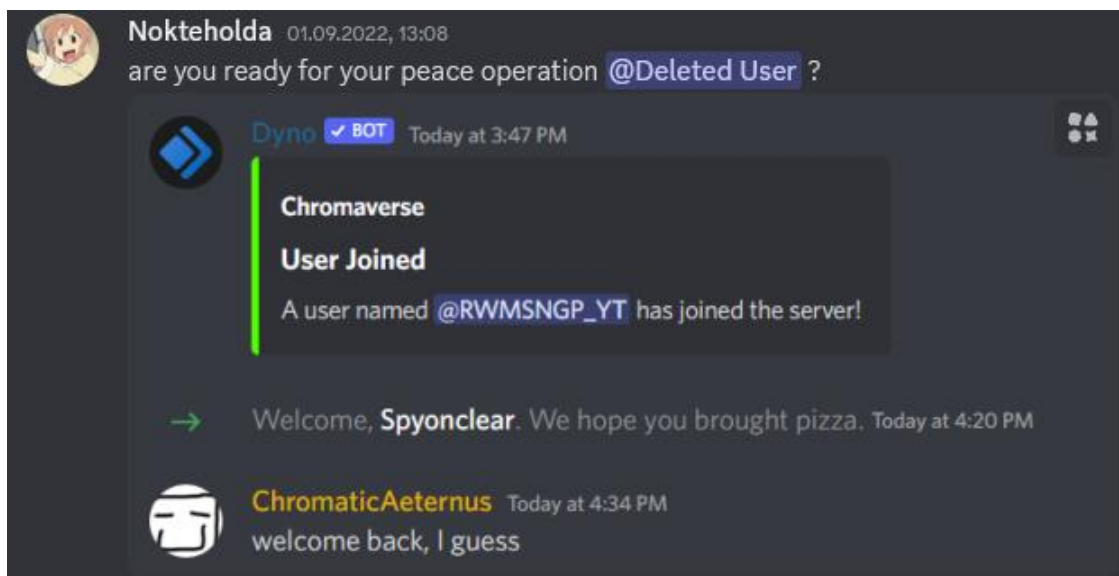 Nokteholda 01.09.2022, 13:08
are you ready for your peace operation @Deleted User ?
Dyno ✓ BOT Today at 3:47 PM
Chromaverse
User Joined
A user named @RWMSNGP_YT has joined the server!
Welcome, Spyonclear. We hope you brought pizza. Today at 4:20 PM
ChromaticAeternus Today at 4:34 PM
welcome back, I guess